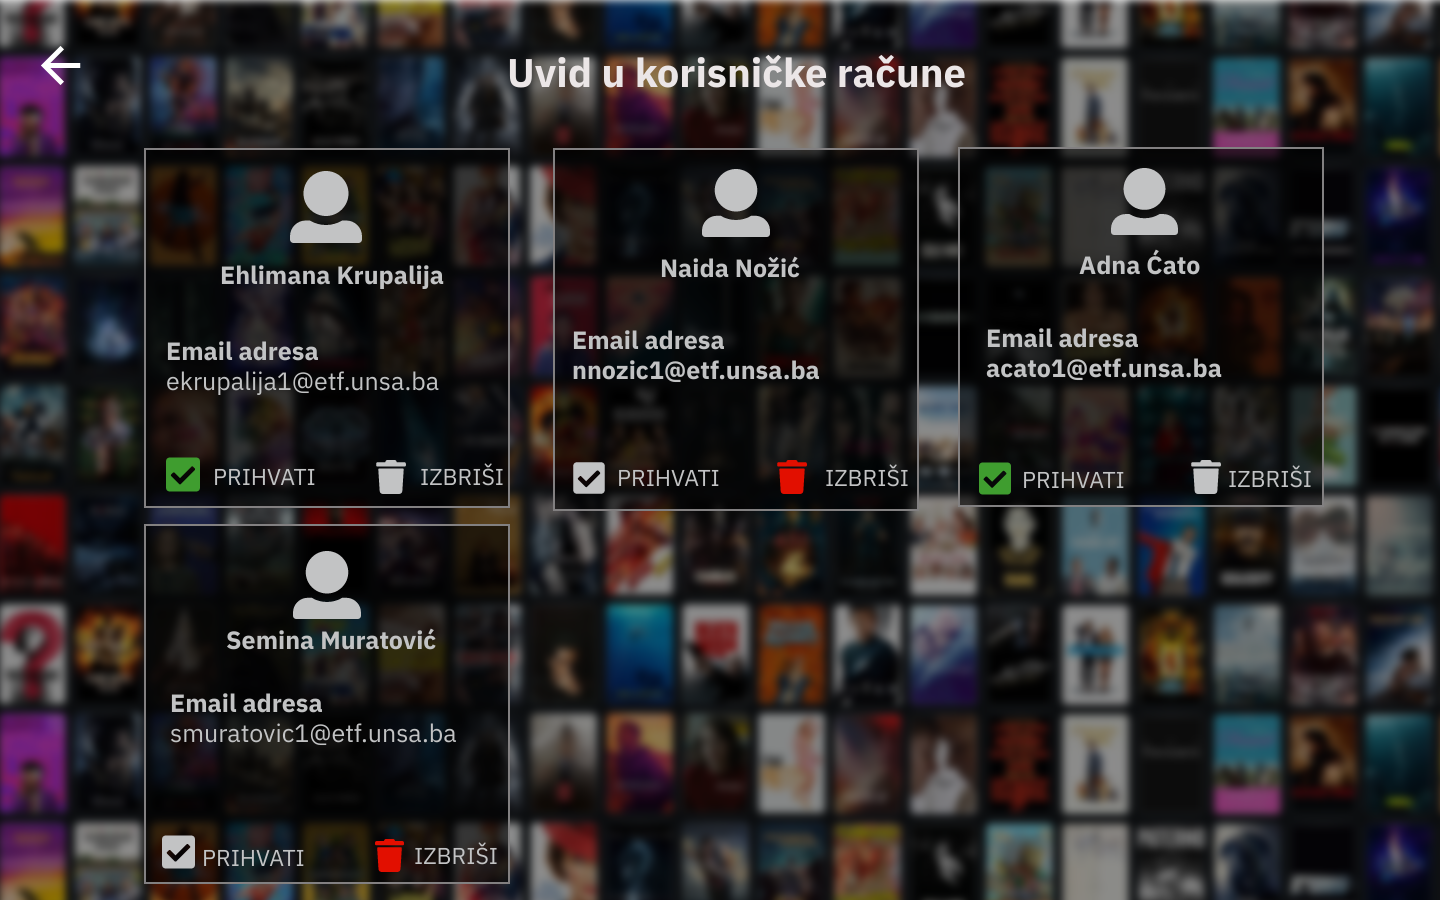 Uvid u korisničke račune
Ehlimana Krupalija
Email adresa
ekrupalija1@etf.unsa.ba
PRIHVATI
IZBRIŠI
Naida Nožić
Email adresa
nnozic1@etf.unsa.ba
PRIHVATI
IZBRIŠI
Adna Ćato
Email adresa
acato1@etf.unsa.ba
PRIHVATI
IZBRIŠI
Semina Muratović
Email adresa
smuratovic1@etf.unsa.ba
PRIHVATI
IZBRIŠI